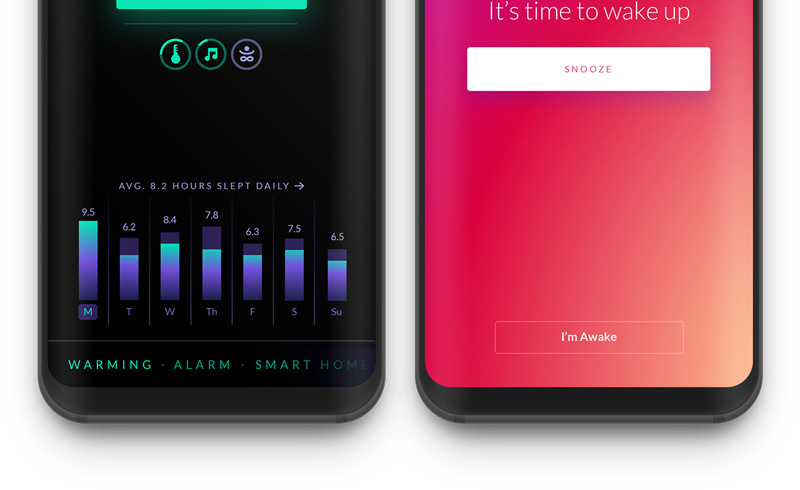 AVG. 8.2 HOURS SLEPT DAILY →
9.5 6.2 8.4 7.8 6.3 7.5 6.5
M T W Th F S Su
WARMING · ALARM · SMART HOME
It's time to wake up
SNOOZE
I'm Awake